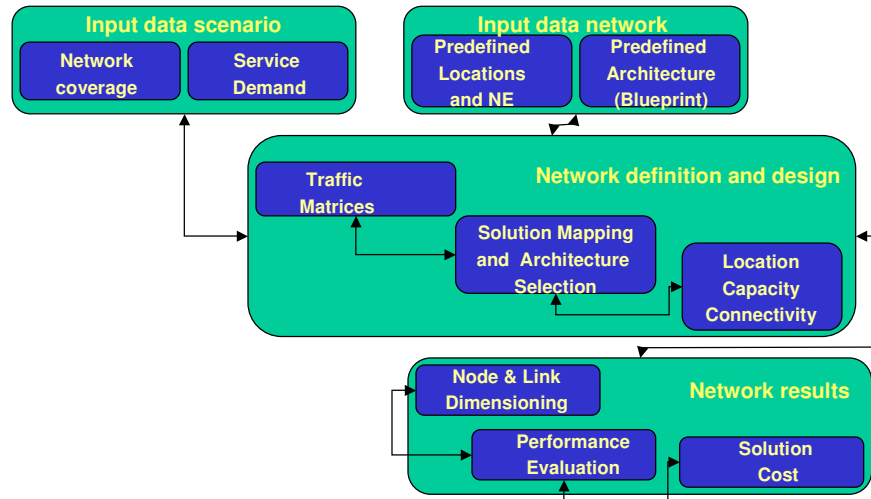 Input data scenario
Network
coverage
Service
Demand
Input data network
Predefined
Locations
and NE
Predefined
Architecture
(Blueprint)
Network definition and design
Traffic
Matrices
Solution Mapping
and Architecture
Selection
Location
Capacity
Connectivity
Network results
Node & Link
Dimensioning
Performance
Evaluation
Solution
Cost